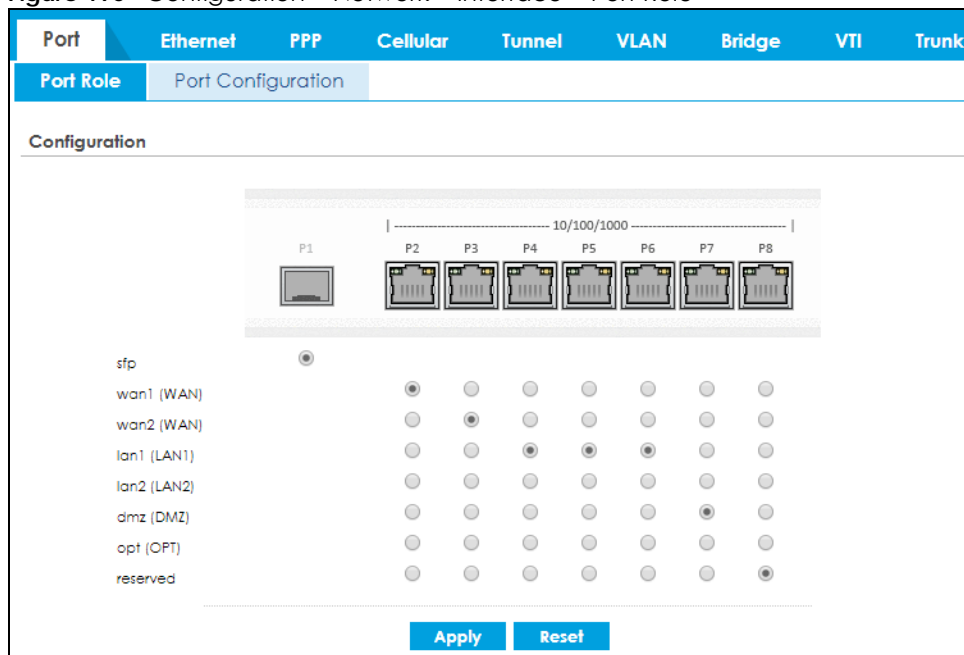 Port Ethernet PPP Cellular Tunnel VLAN Bridge VTI Trunk
Port Role Port Configuration
Configuration
10/100/1000
P1 P2 P3 P4 P5 P6 P7 P8
sfp
wan1 (WAN)
wan2 (WAN)
lan1 (LAN1)
lan2 (LAN2)
dmz (DMZ)
opt (OPT)
reserved
Apply Reset